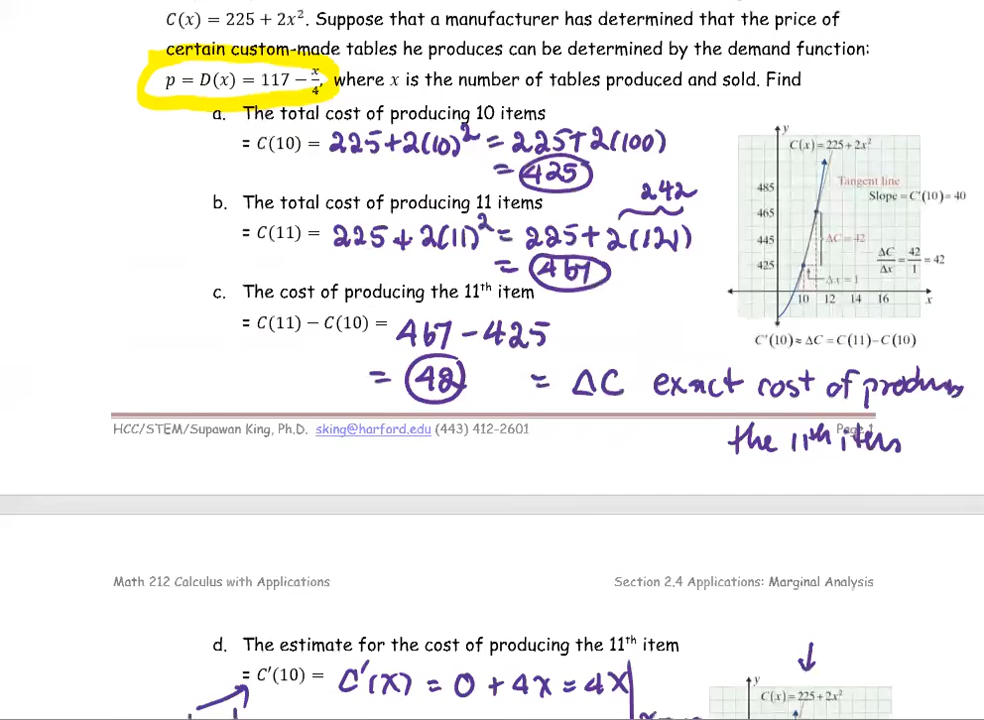 C(x) = 225 + 2x². Suppose that a manufacturer has determined that the price of
certain custom-made tables he produces can be determined by the demand function:
p = D(x) = 117 − x/4, where x is the number of tables produced and sold. Find
a. The total cost of producing 10 items
= C(10) = 225+2(10)² = 225+2(100)
= 425
b. The total cost of producing 11 items
242
= C(11) = 225+2(11)² = 225+2(121)
= 467
c. The cost of producing the 11th item
= C(11) − C(10) = 467 − 425
= 42 = ΔC exact cost of
the 11th item
y
C(x) = 225 + 2x²
485
Tangent line
Slope = C'(10) = 40
465
445
ΔC = 42
ΔC/Δx = 42/1 = 42
425
Δx = 1
10 12 14 16 x
C'(10) ≈ ΔC = C(11) − C(10)
HCC/STEM/Supawan King, Ph.D. sking@harford.edu (443) 412-2601
Page 1
Math 212 Calculus with Applications
Section 2.4 Applications: Marginal Analysis
d. The estimate for the cost of producing the 11th item
= C'(10) = C'(x) = 0 + 4x = 4x
y
C(x) = 225 + 2x²